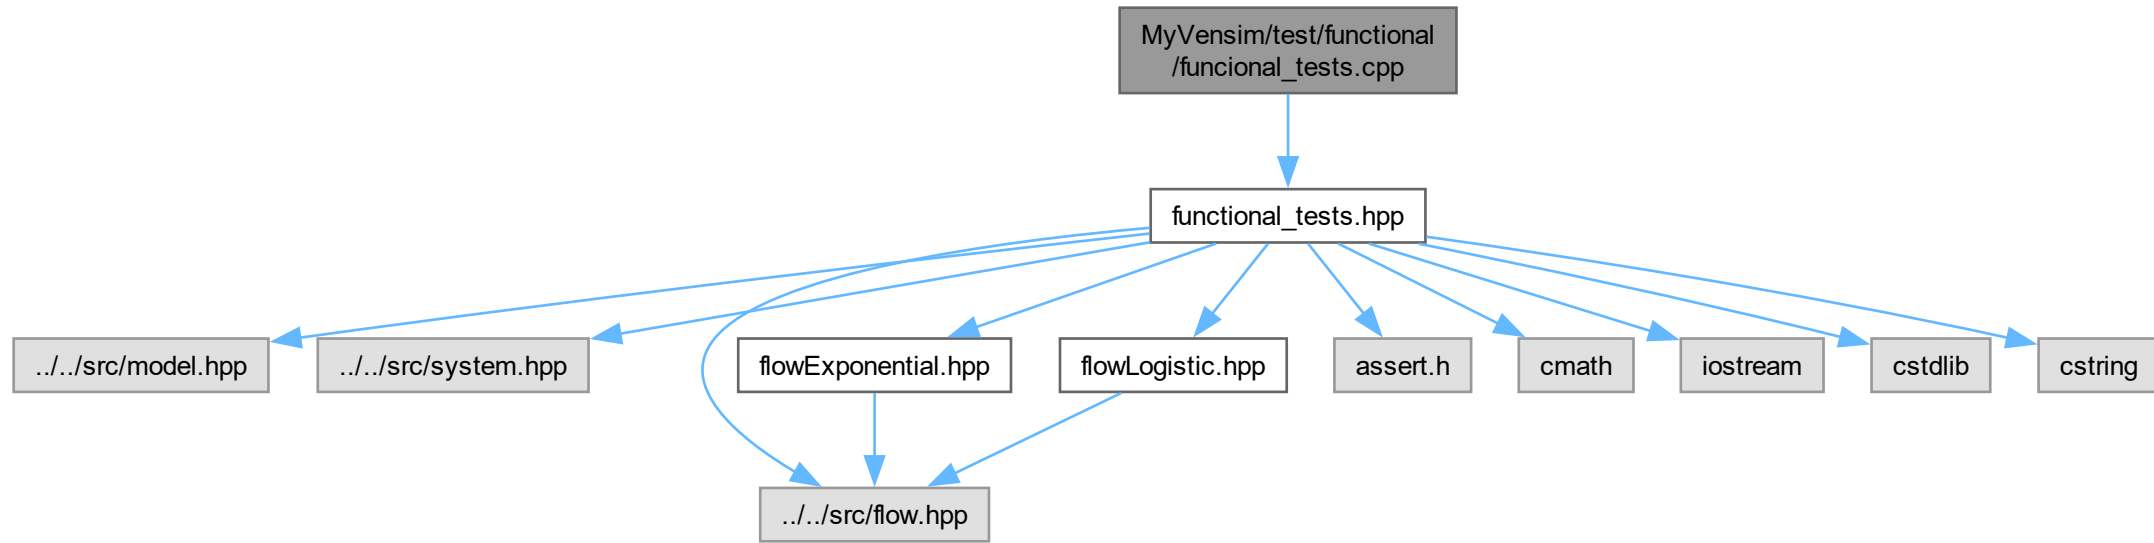 MyVensim/test/functional
/funcional_tests.cpp
functional_tests.hpp
../../src/model.hpp
../../src/system.hpp
flowExponential.hpp
flowLogistic.hpp
assert.h
cmath
iostream
cstdlib
cstring
../../src/flow.hpp